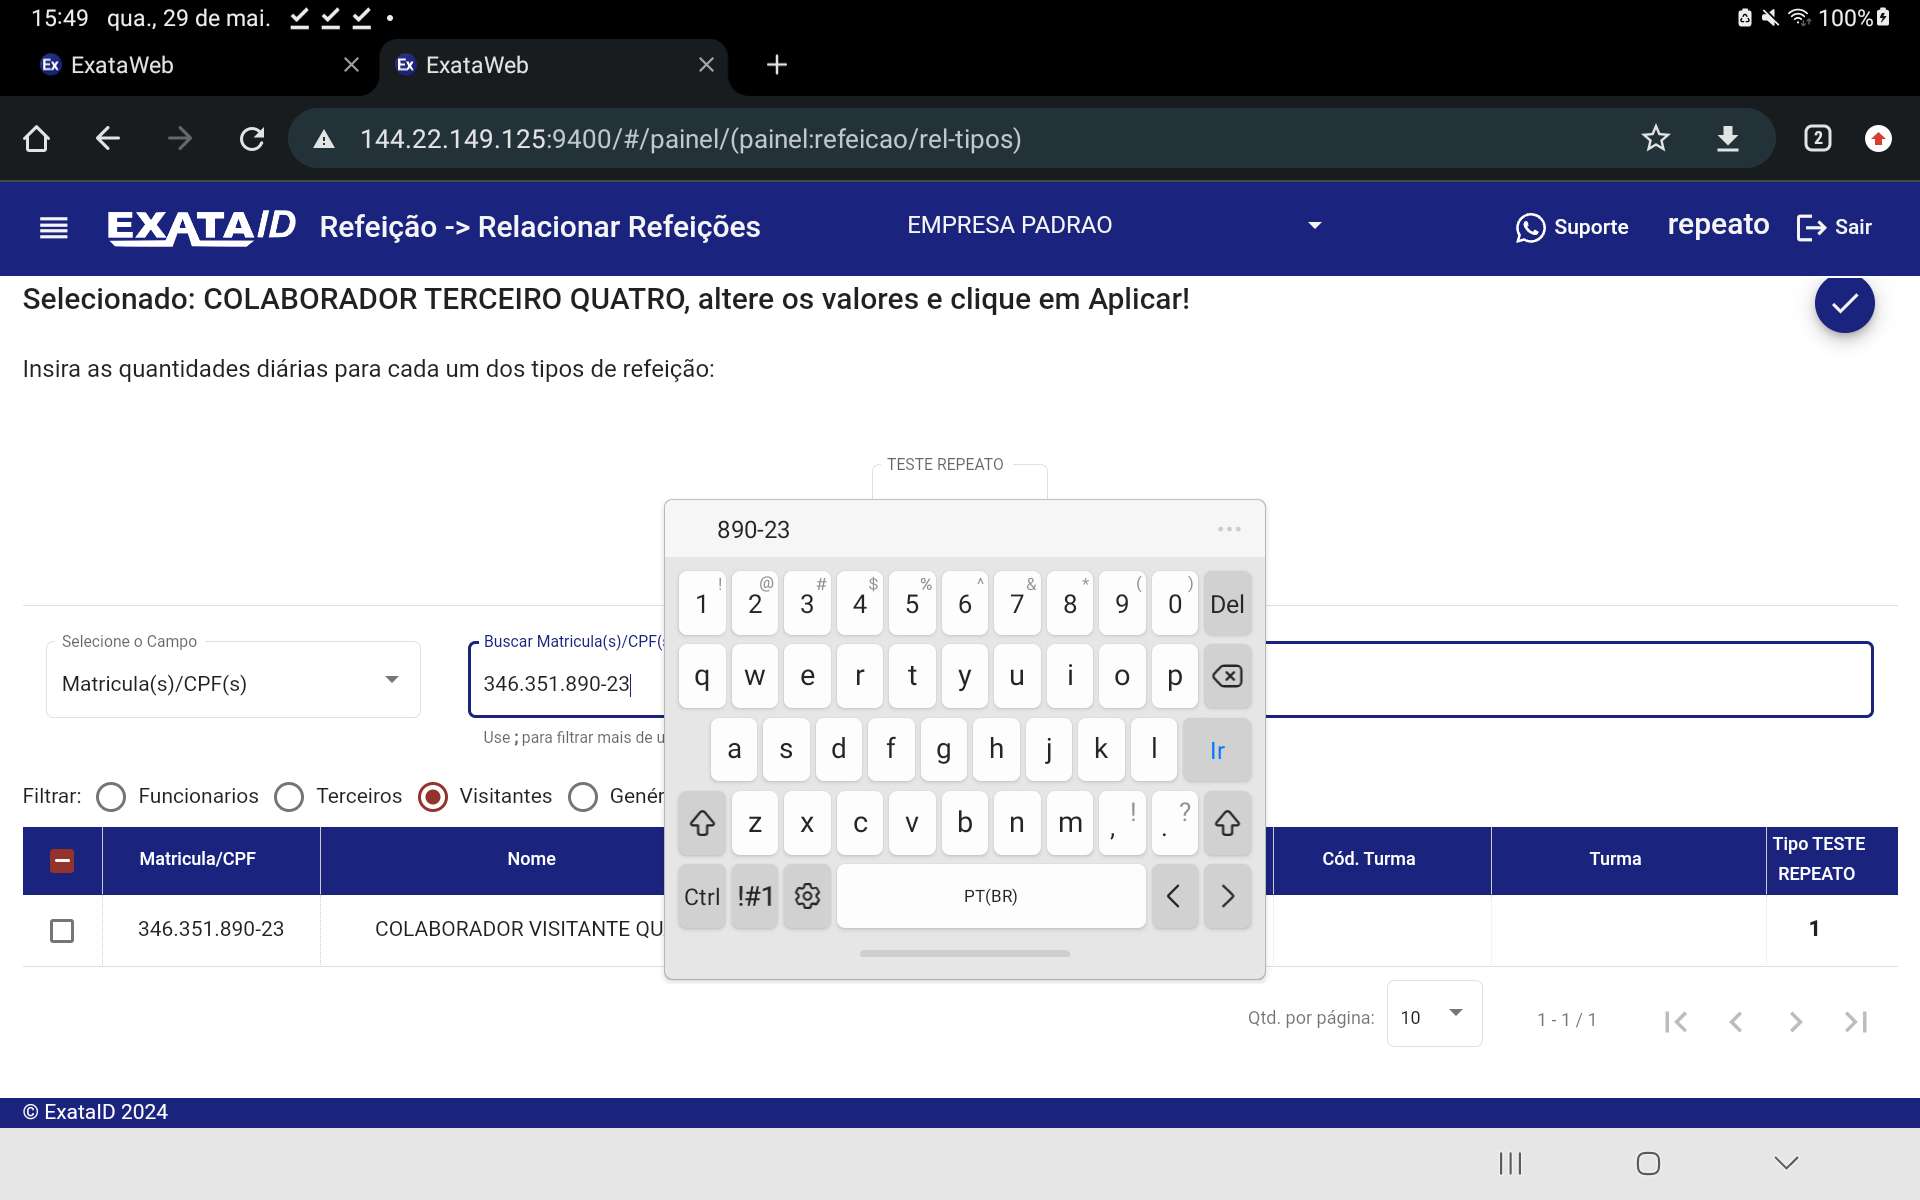 15:49 qua., 29 de mai. 100%
Ex ExataWeb Ex ExataWeb
144.22.149.125:9400/#/painel/(painel:refeicao/rel-tipos) 2
EXATAID Refeição -> Relacionar Refeições EMPRESA PADRAO Suporte repeato Sair
Selecionado: COLABORADOR TERCEIRO QUATRO, altere os valores e clique em Aplicar!
Insira as quantidades diárias para cada um dos tipos de refeição:
TESTE REPEATO
890-23 ...
! @ # $ % ^ & * ( )
1 2 3 4 5 6 7 8 9 0 Del
Selecione o Campo Buscar Matricula(s)/CPF(
Matricula(s)/CPF(s) 346.351.890-23
q w e r t y u i o p
Use ; para filtrar mais de
a s d f g h j k l Ir
Filtrar: Funcionarios Terceiros Visitantes Genér
z x c v b n m , ! . ?
Matricula/CPF Nome Cód. Turma Turma Tipo TESTE
REPEATO
Ctrl !#1 PT(BR) < >
346.351.890-23 COLABORADOR VISITANTE QU 1
Qtd. por página: 10 1 - 1 / 1
© ExataID 2024